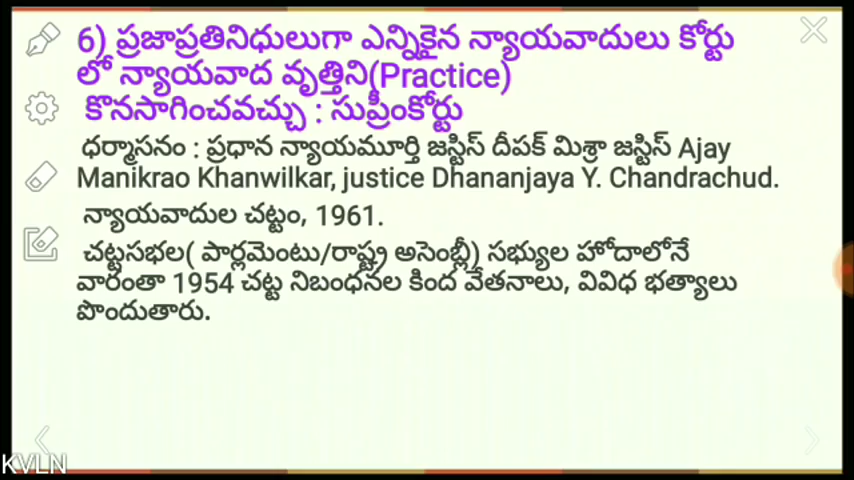 6) ప్రజాప్రతినిధులుగా ఎన్నికైన న్యాయవాదులు కోర్టు
లో న్యాయవాద వృత్తిని(Practice)
కొనసాగించవచ్చు : సుప్రీంకోర్టు
ధర్మాసనం : ప్రధాన న్యాయమూర్తి జస్టిస్ దీపక్ మిశ్రా జస్టిస్ Ajay
Manikrao Khanwilkar, justice Dhananjaya Y. Chandrachud.
న్యాయవాదుల చట్టం, 1961.
చట్టసభల( పార్లమెంటు/రాష్ట్ర అసెంబ్లీ) సభ్యుల హోదాలోనే
వారంతా 1954 చట్ట నిబంధనల కింద వేతనాలు, వివిధ భత్యాలు
పొందుతారు.
KVLN